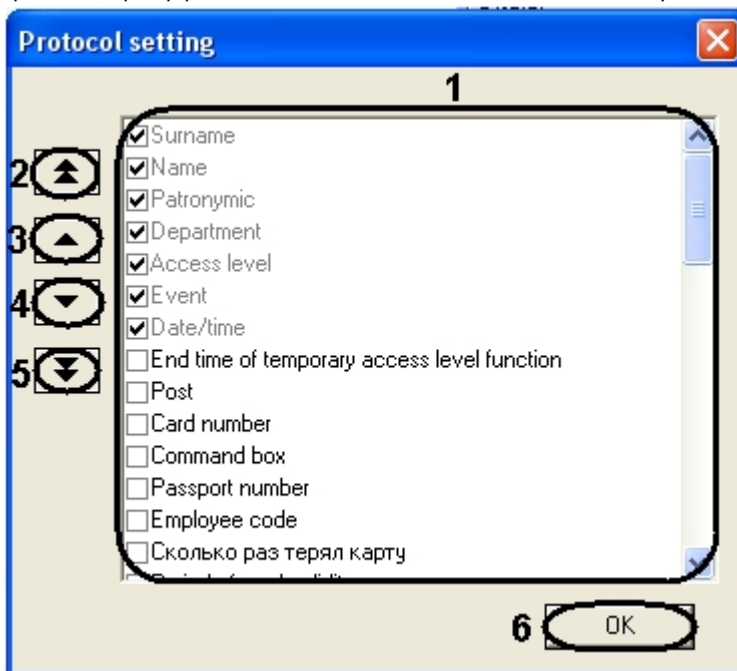 Protocol setting
1
Surname
2 Name
Patronymic
3 Department
Access level
4 Event
Date/time
5 End time of temporary access level function
Post
Card number
Command box
Passport number
Employee code
Сколько раз терял карту
6 OK